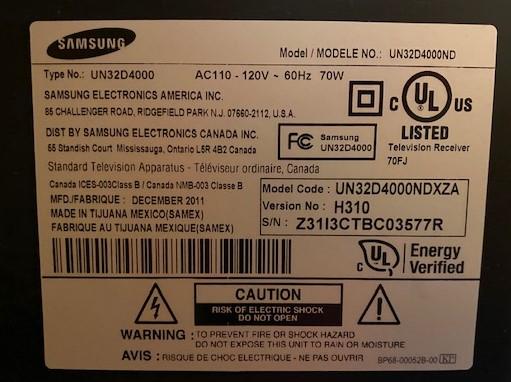 SAMSUNG
Model / MODELE NO.: UN32D4000ND
Type No.: UN32D4000 AC110 - 120V ~ 60Hz 70W
SAMSUNG ELECTRONICS AMERICA INC.
85 CHALLENGER ROAD, RIDGEFIELD PARK N.J. 07660-2112, U.S.A.
C UL US
LISTED
Television Receiver
70FJ
DIST BY SAMSUNG ELECTRONICS CANADA INC.
55 Standish Court Mississauga, Ontario L5R 4B2 Canada
FC Samsung
UN32D4000
Standard Television Apparatus - Téléviseur ordinaire, Canada
Canada ICES-003Class B / Canada NMB-003 Classe B
MFD/FABRIQUE : DECEMBER 2011
MADE IN TIJUANA MEXICO(SAMEX)
FABRIQUE AU TIJUANA MEXIQUE(SAMEX)
Model Code : UN32D4000NDXZA
Version No : H310
S/N : Z31I3CTBC03577R
C UL Energy
Verified
CAUTION
RISK OF ELECTRIC SHOCK
DO NOT OPEN
WARNING : TO PREVENT FIRE OR SHOCK HAZARD
DO NOT EXPOSE THIS UNIT TO RAIN OR MOISTURE
AVIS : RISQUE DE CHOC ELECTRIQUE - NE PAS OUVRIR
BP68-00052B-00 KP